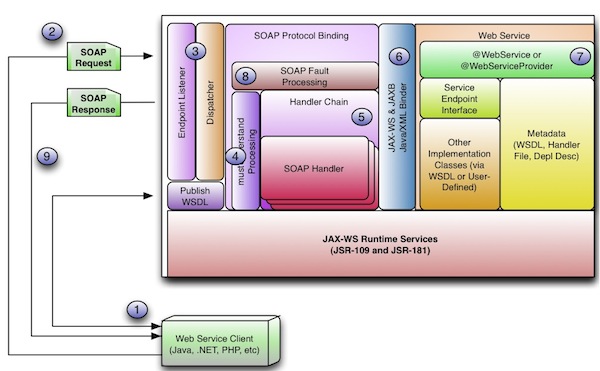 2
SOAP
Request
SOAP
Response
9
1
Web Service Client
(Java, .NET, PHP, etc)
Endpoint Listener
3
Dispatcher
Publish
WSDL
SOAP Protocol Binding
8
SOAP Fault
Processing
4
Processing
Handler Chain
5
SOAP Handler
6
JAX-WS & JAXB
Java/XML Binder
Web Service
@WebService or
@WebServiceProvider
7
Service
Endpoint
Interface
Other
Implementation
Classes (via
WSDL or User-
Defined)
Metadata
(WSDL, Handler
File, Depl Desc)
JAX-WS Runtime Services
(JSR-109 and JSR-181)